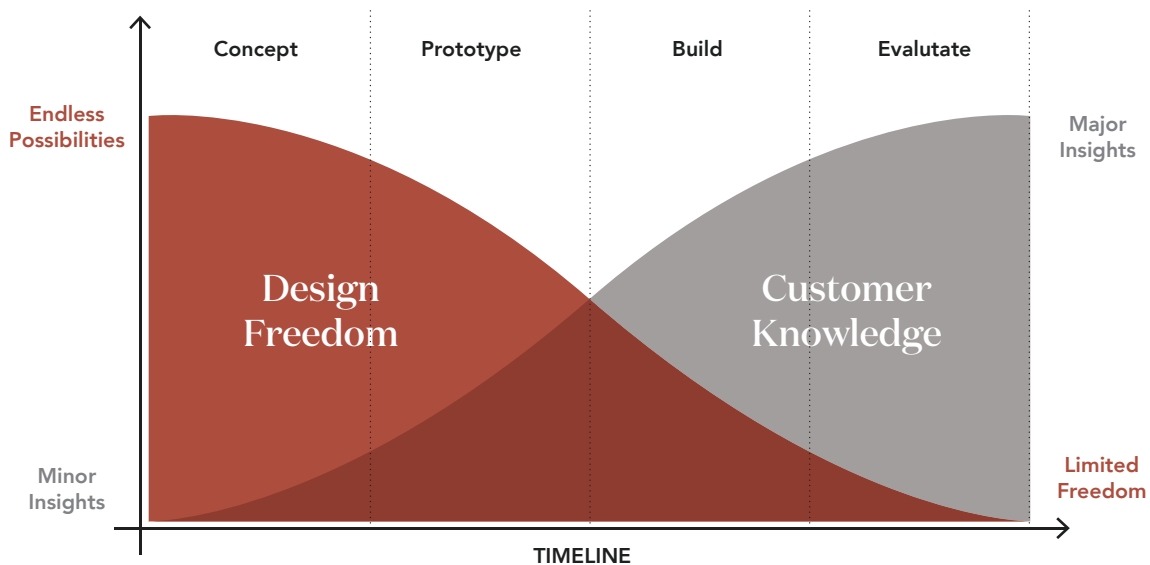 Concept
Prototype
Build
Evalutate
Endless
Possibilities
Major
Insights
Design
Freedom
Customer
Knowledge
Minor
Insights
Limited
Freedom
TIMELINE